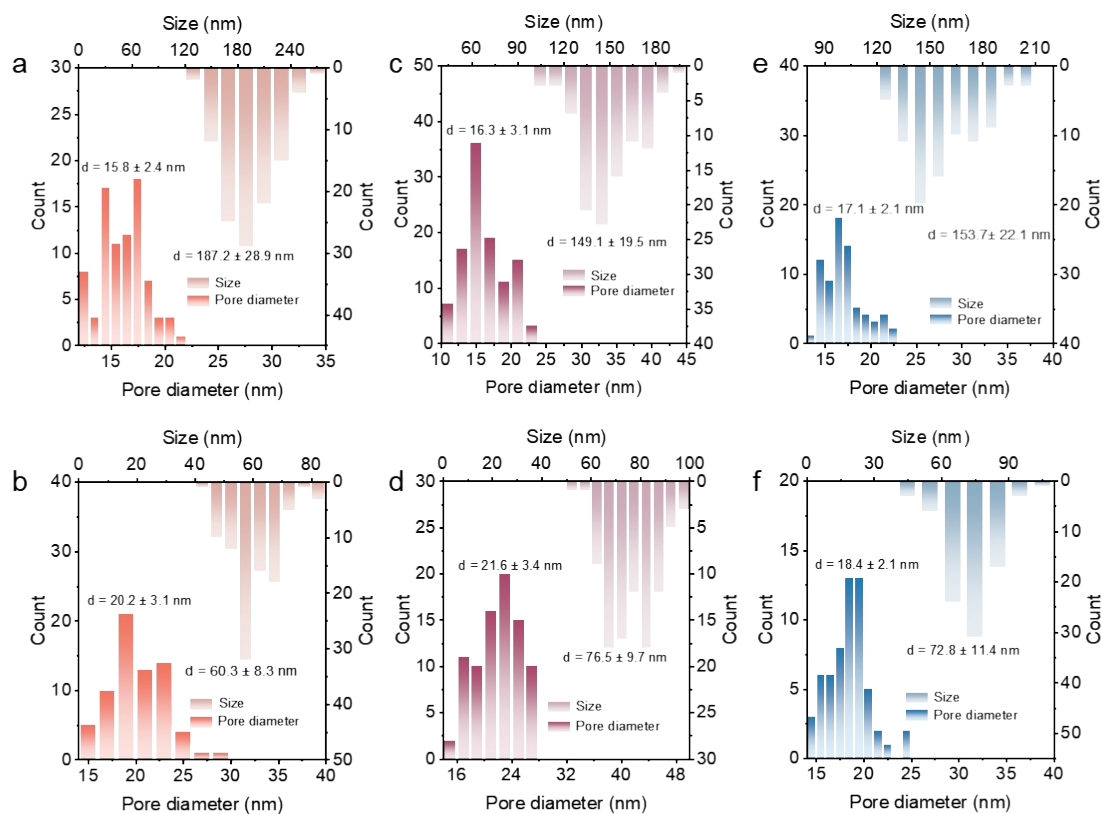 a
Size (nm)
0 60 120 180 240
30 25 20 15 10 5 0
Count
0 10 20 30 40
Count
d = 15.8 ± 2.4 nm
d = 187.2 ± 28.9 nm
Size
Pore diameter
15 20 25 30 35
Pore diameter (nm)
c
Size (nm)
60 90 120 150 180
50 40 30 20 10 0
Count
0 5 10 15 20 25 30 35 40
Count
d = 16.3 ± 3.1 nm
d = 149.1 ± 19.5 nm
Size
Pore diameter
10 15 20 25 30 35 40 45
Pore diameter (nm)
e
Size (nm)
90 120 150 180 210
40 30 20 10 0
Count
0 10 20 30 40
Count
d = 17.1 ± 2.1 nm
d = 153.7± 22.1 nm
Size
Pore diameter
15 20 25 30 35 40
Pore diameter (nm)
b
Size (nm)
0 20 40 60 80
40 30 20 10 0
Count
0 10 20 30 40 50
Count
d = 20.2 ± 3.1 nm
d = 60.3 ± 8.3 nm
Size
Pore diameter
15 20 25 30 35 40
Pore diameter (nm)
d
Size (nm)
0 20 40 60 80 100
30 25 20 15 10 5 0
Count
0 5 10 15 20 25 30
Count
d = 21.6 ± 3.4 nm
d = 76.5 ± 9.7 nm
Size
Pore diameter
16 24 32 40 48
Pore diameter (nm)
f
Size (nm)
0 30 60 90
20 15 10 5 0
Count
0 10 20 30 40 50
Count
d = 18.4 ± 2.1 nm
d = 72.8 ± 11.4 nm
Size
Pore diameter
15 20 25 30 35 40
Pore diameter (nm)